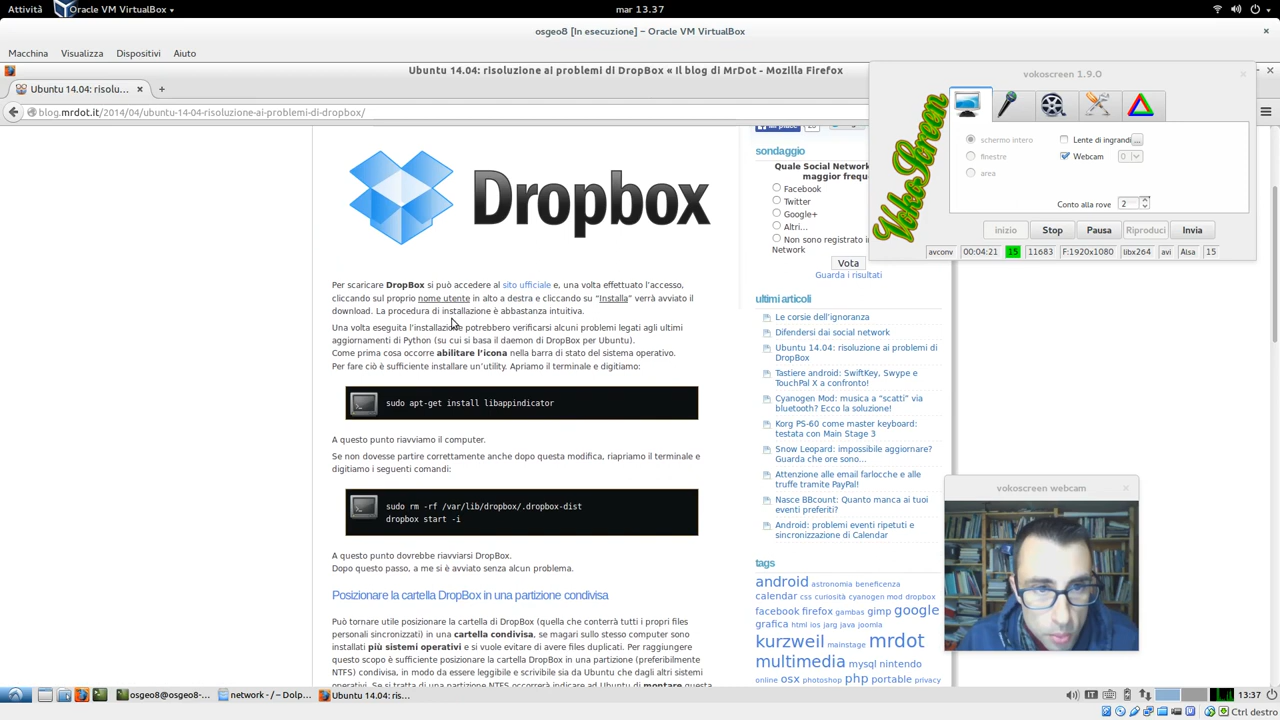 Attività
Oracle VM VirtualBox
mar 13.37
osgeo8 [In esecuzione] – Oracle VM VirtualBox
Macchina
Visualizza
Dispositivi
Aiuto
Ubuntu 14.04: risoluzione ai problemi di DropBox « Il blog di MrDot - Mozilla Firefox
Ubuntu 14.04: risolu...
blog.mrdot.it/2014/04/ubuntu-14-04-risoluzione-ai-problemi-di-dropbox/
Dropbox
Per scaricare DropBox si può accedere al sito ufficiale e, una volta effettuato l'accesso,
cliccando sul proprio nome utente in alto a destra e cliccando su "Installa" verrà avviato il
download. La procedura di installazione è abbastanza intuitiva.
Una volta eseguita l'installazione potrebbero verificarsi alcuni problemi legati agli ultimi
aggiornamenti di Python (su cui si basa il daemon di DropBox per Ubuntu).
Come prima cosa occorre abilitare l'icona nella barra di stato del sistema operativo.
Per fare ciò è sufficiente installare un'utility. Apriamo il terminale e digitiamo:
sudo apt-get install libappindicator
A questo punto riavviamo il computer.
Se non dovesse partire correttamente anche dopo questa modifica, riapriamo il terminale e
digitiamo i seguenti comandi:
sudo rm -rf /var/lib/dropbox/.dropbox-dist
dropbox start -i
A questo punto dovrebbe riavviarsi DropBox.
Dopo questo passo, a me si è avviato senza alcun problema.
Posizionare la cartella DropBox in una partizione condivisa
Può tornare utile posizionare la cartella di DropBox (quella che conterrà tutti i propri files
personali sincronizzati) in una cartella condivisa, se magari sullo stesso computer sono
installati più sistemi operativi e si vuole evitare di avere files duplicati. Per raggiungere
questo scopo è sufficiente posizionare la cartella DropBox in una partizione (preferibilmente
NTFS) condivisa, in modo da essere leggibile e scrivibile sia da Ubuntu che dagli altri sistemi
operativi. Se si tratta di una partizione NTFS occorrerà indicare ad Ubuntu di montare questa
sondaggio
Quale Social Network
maggior frequ
Facebook
Twitter
Google+
Altri...
Non sono registrato i
Network
Vota
Guarda i risultati
ultimi articoli
Le corsie dell'ignoranza
Difendersi dai social network
Ubuntu 14.04: risoluzione ai problemi di
DropBox
Tastiere android: SwiftKey, Swype e
TouchPal X a confronto!
Cyanogen Mod: musica a "scatti" via
bluetooth? Ecco la soluzione!
Korg PS-60 come master keyboard:
testata con Main Stage 3
Snow Leopard: impossibile aggiornare?
Guarda che ore sono...
Attenzione alle email farlocche e alle
truffe tramite PayPal!
Nasce BBcount: Quanto manca ai tuoi
eventi preferiti?
Android: problemi eventi ripetuti e
sincronizzazione di Calendar
tags
android astronomia beneficenza
calendar css curiosità cyanogen mod dropbox
facebook firefox gambas gimp google
grafica html ios jarg java joomla
kurzweil mainstage mrdot
multimedia mysql nintendo
online osx photoshop php portable privacy
vokoscreen 1.9.0
VokoScreen
schermo intero
finestre
area
Lente di ingrandi
...
Webcam
0
Conto alla rove
2
inizio
Stop
Pausa
Riproduci
Invia
avconv
00:04:21
15
11683
F:1920x1080
libx264
avi
Alsa
15
vokoscreen webcam
osgeo8@osgeo8-...
network - / – Dolp...
Ubuntu 14.04: ris...
IT
13:37
Ctrl destro